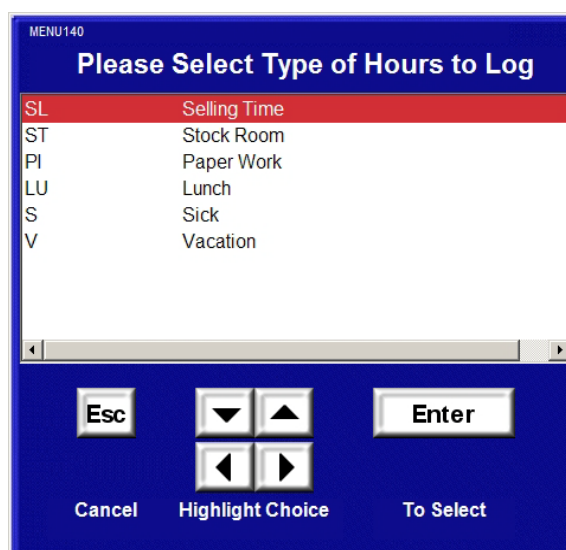 MENU140
Please Select Type of Hours to Log
SL Selling Time
ST Stock Room
PI Paper Work
LU Lunch
S Sick
V Vacation
Esc Enter
Cancel Highlight Choice To Select